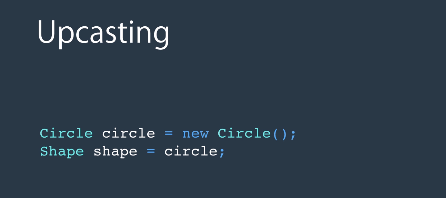 Upcasting
Circle circle = new Circle();
Shape shape = circle;